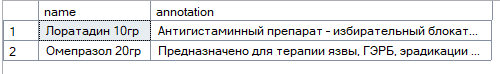 name annotation
1 Лоратадин 10гр Антигистаминный препарат - избирательный блокат...
2 Омепразол 20гр Предназначено для терапии язвы, ГЭРБ, эрадикации ...